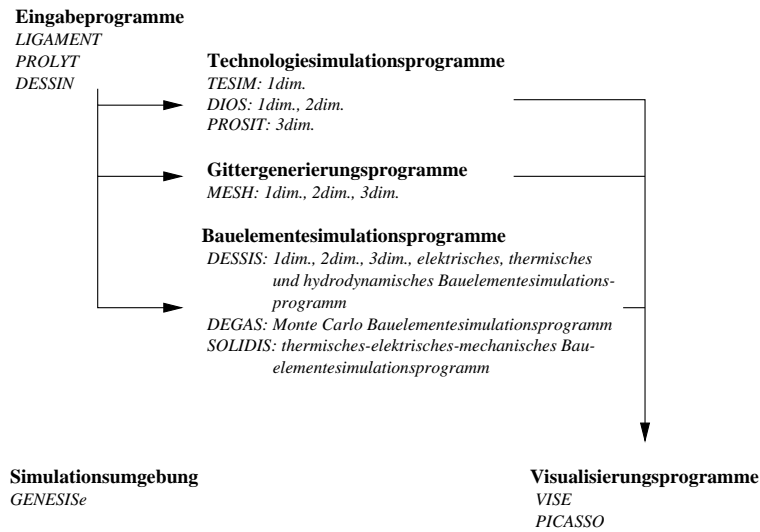 Eingabeprogramme
LIGAMENT
PROLYT
DESSIN
Technologiesimulationsprogramme
TESIM: 1dim.
DIOS: 1dim., 2dim.
PROSIT: 3dim.
Gittergenerierungsprogramme
MESH: 1dim., 2dim., 3dim.
Bauelementesimulationsprogramme
DESSIS: 1dim., 2dim., 3dim., elektrisches, thermisches
und hydrodynamisches Bauelementesimulations-
programm
DEGAS: Monte Carlo Bauelementesimulationsprogramm
SOLIDIS: thermisches-elektrisches-mechanisches Bau-
elementesimulationsprogramm
Simulationsumgebung
GENESISe
Visualisierungsprogramme
VISE
PICASSO